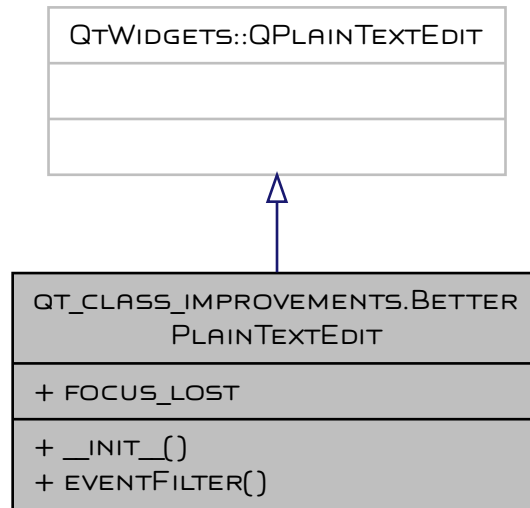 QtWidgets::QPlainTextEdit
qt_class_improvements.Better
PlainTextEdit
+ focus_lost
+ __init__()
+ eventFilter()